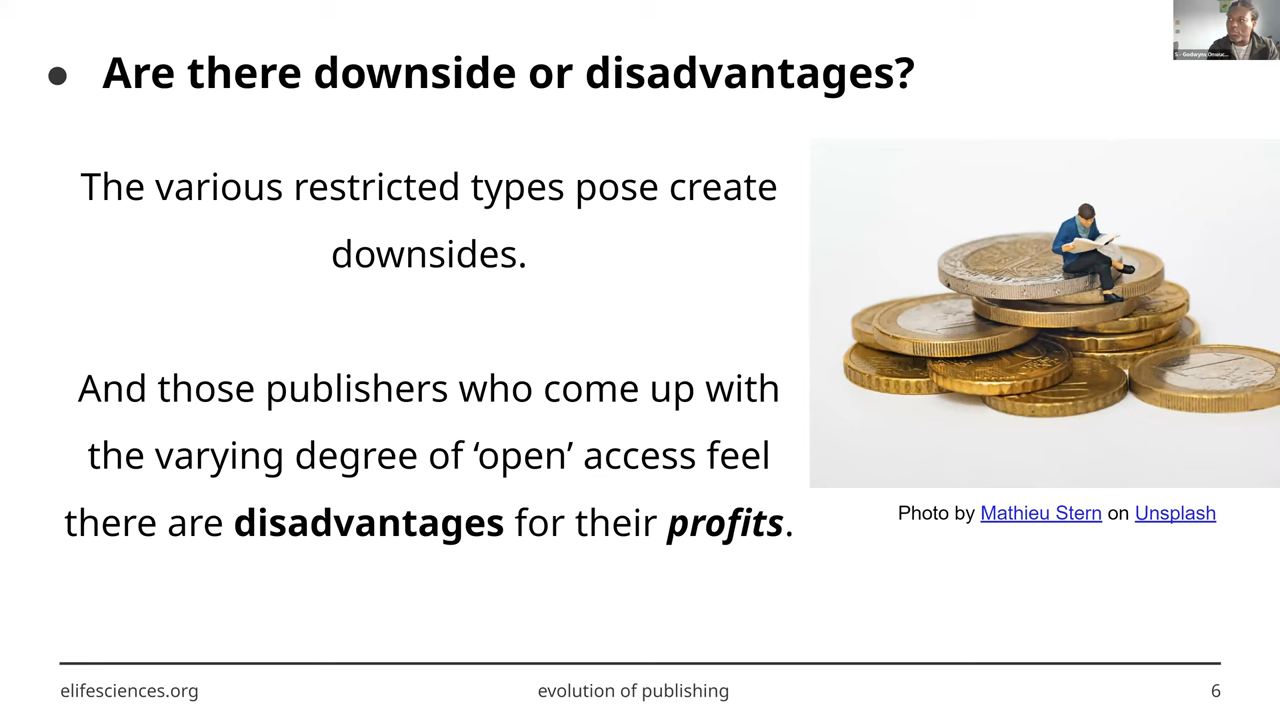 ● Are there downside or disadvantages?
The various restricted types pose create
downsides.
And those publishers who come up with
the varying degree of ‘open’ access feel
there are disadvantages for their profits.
Photo by Mathieu Stern on Unsplash
elifesciences.org
evolution of publishing
6